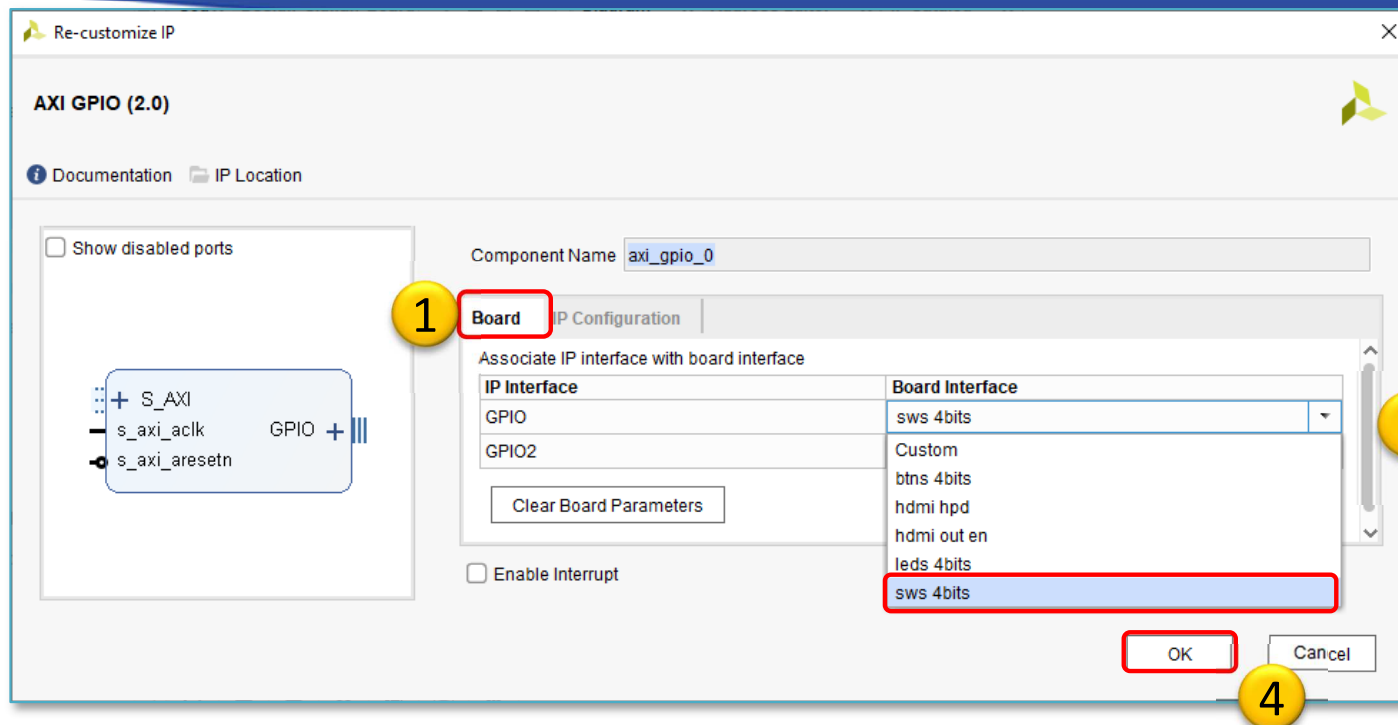 Re-customize IP
AXI GPIO (2.0)
Documentation IP Location
Show disabled ports
S_AXI
s_axi_aclk
s_axi_aresetn
GPIO
Component Name axi_gpio_0
1
Board IP Configuration
Associate IP interface with board interface
IP Interface Board Interface
GPIO sws 4bits
GPIO2
Custom
btns 4bits
hdmi hpd
hdmi out en
leds 4bits
sws 4bits
Clear Board Parameters
Enable Interrupt
OK Cancel
4